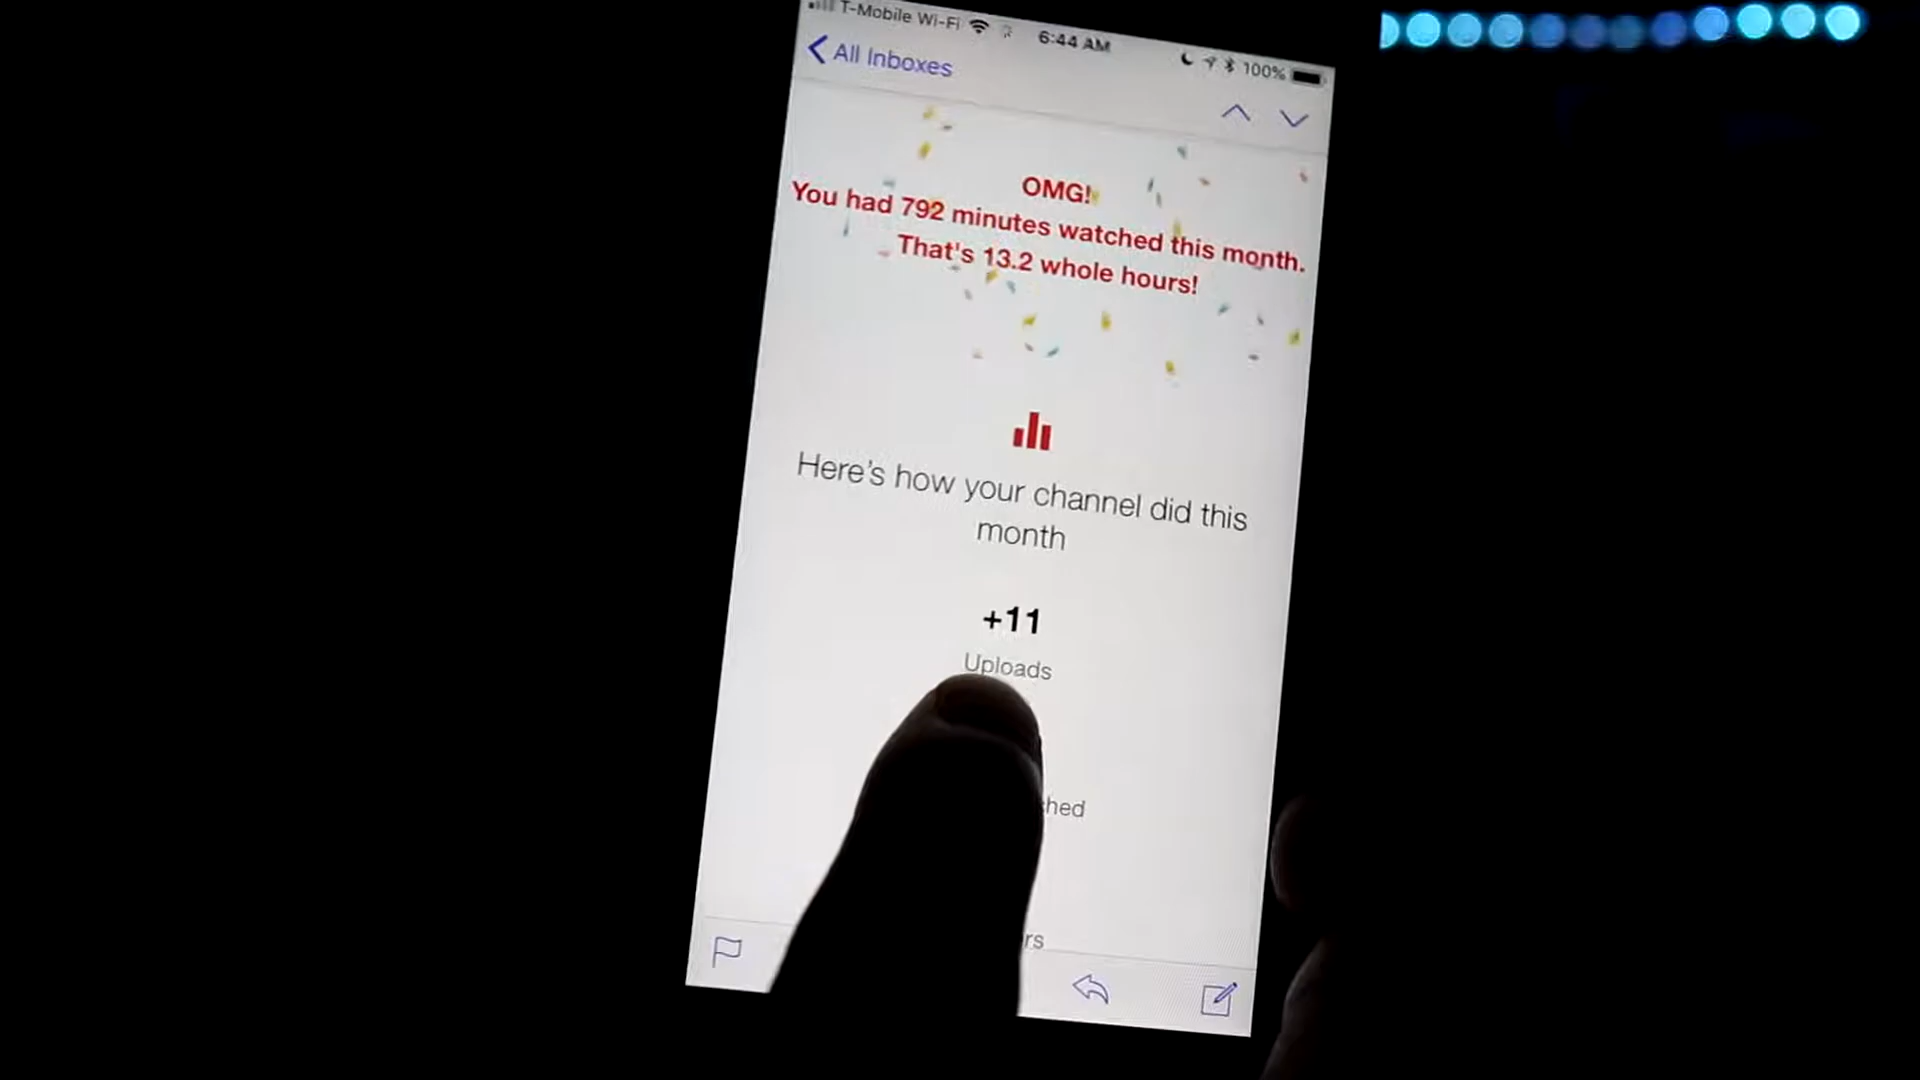 T-Mobile Wi-Fi 6:44 AM 100%
All Inboxes
OMG!
You had 792 minutes watched this month.
That's 13.2 whole hours!
Here's how your channel did this
month
+11
Uploads